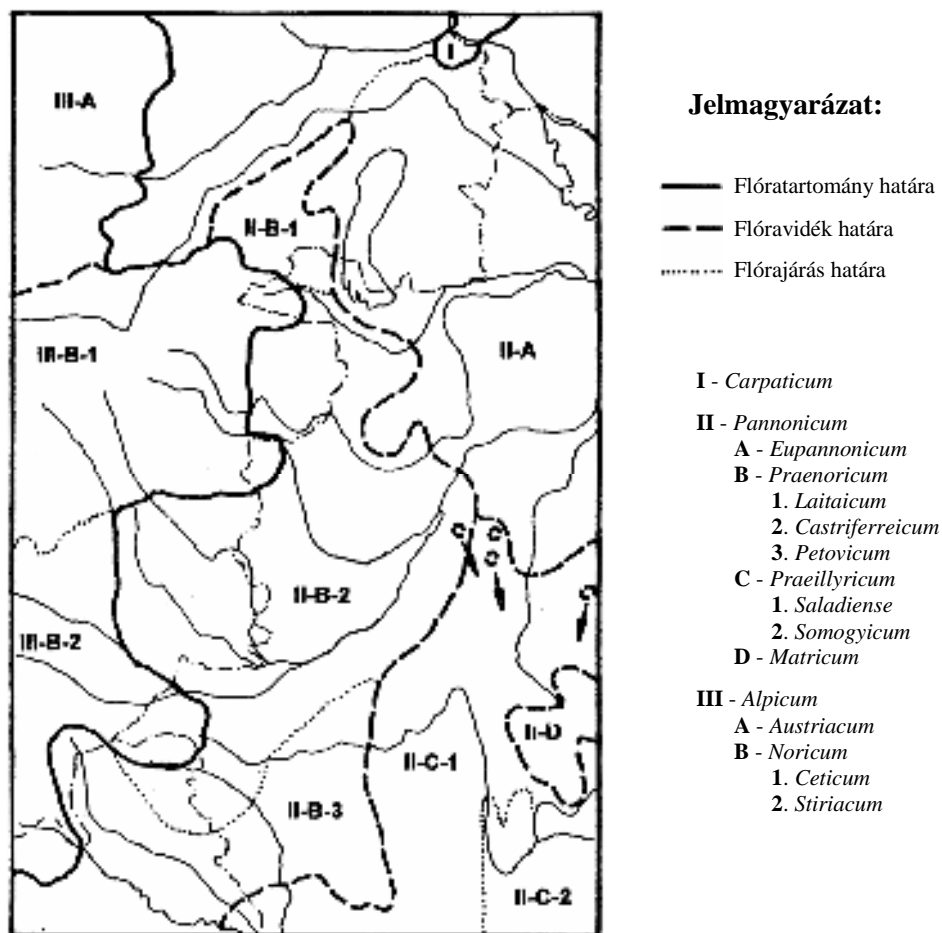 I
III-A
II-B-1
III-B-1
II-A
II-B-2
III-B-2
II-D
II-C-1
II-B-3
II-C-2
Jelmagyarázat:
Flóratartomány határa
Flóravidék határa
Flórajárás határa
I - Carpaticum
II - Pannonicum
A - Eupannonicum
B - Praenoricum
1. Laitaicum
2. Castriferreicum
3. Petovicum
C - Praeillyricum
1. Saladiense
2. Somogyicum
D - Matricum
III - Alpicum
A - Austriacum
B - Noricum
1. Ceticum
2. Stiriacum